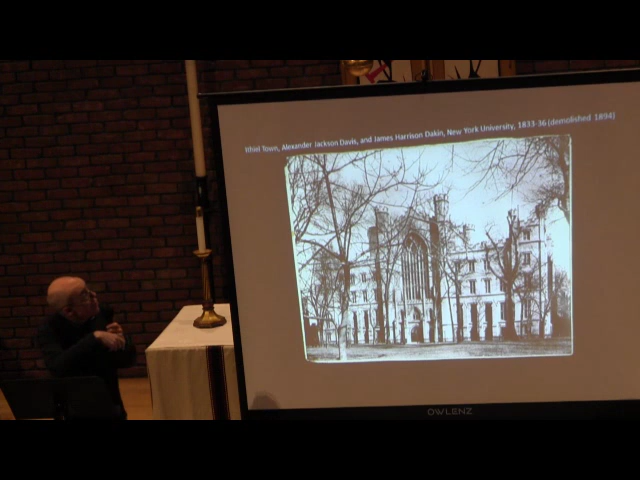 Ithiel Town, Alexander Jackson Davis, and James Harrison Dakin, New York University, 1833-36 (demolished 1894)
OWLENZ